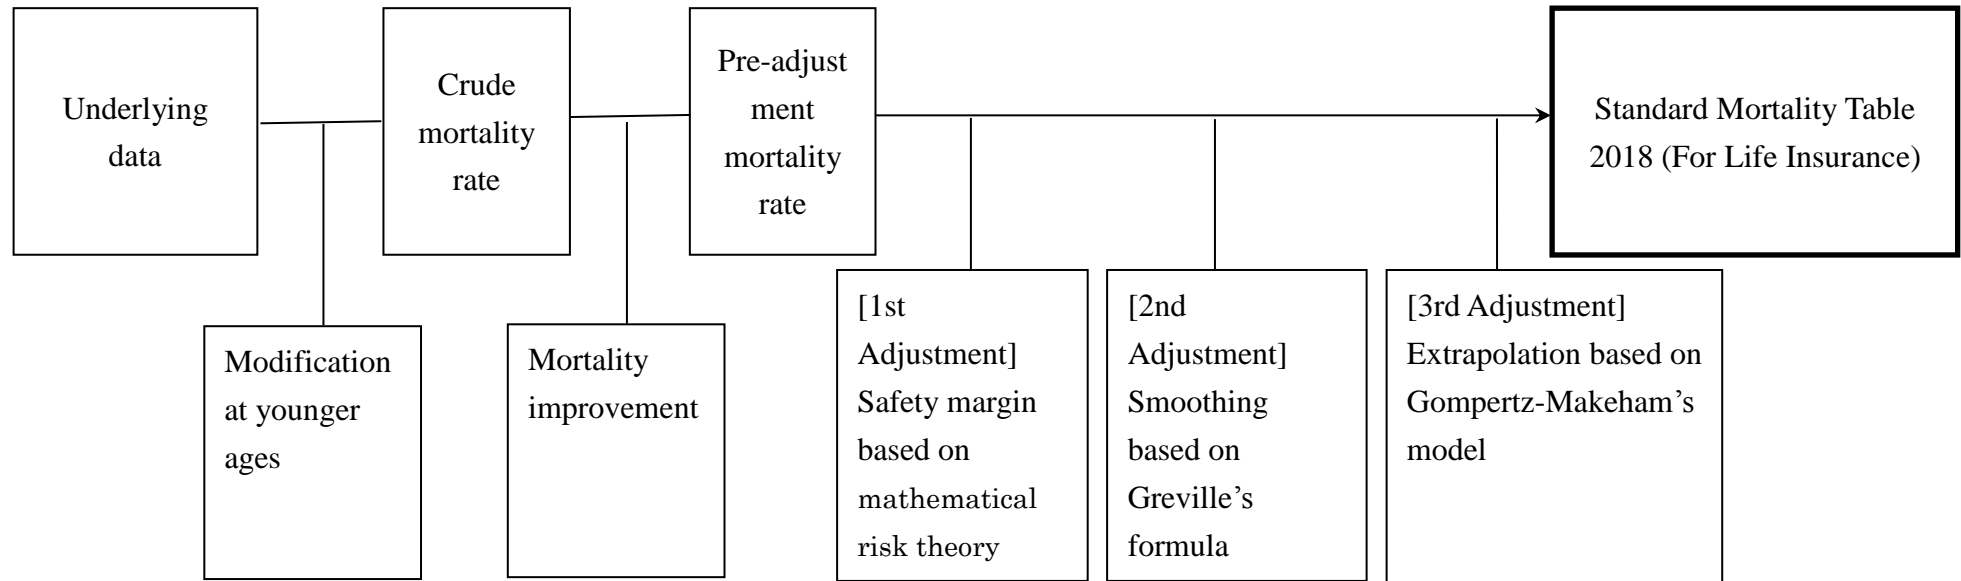 Underlying
data
Crude
mortality
rate
Pre-adjust
ment
mortality
rate
Standard Mortality Table
2018 (For Life Insurance)
Modification
at younger
ages
Mortality
improvement
[1st
Adjustment]
Safety margin
based on
mathematical
risk theory
[2nd
Adjustment]
Smoothing
based on
Greville’s
formula
[3rd Adjustment]
Extrapolation based on
Gompertz-Makeham’s
model